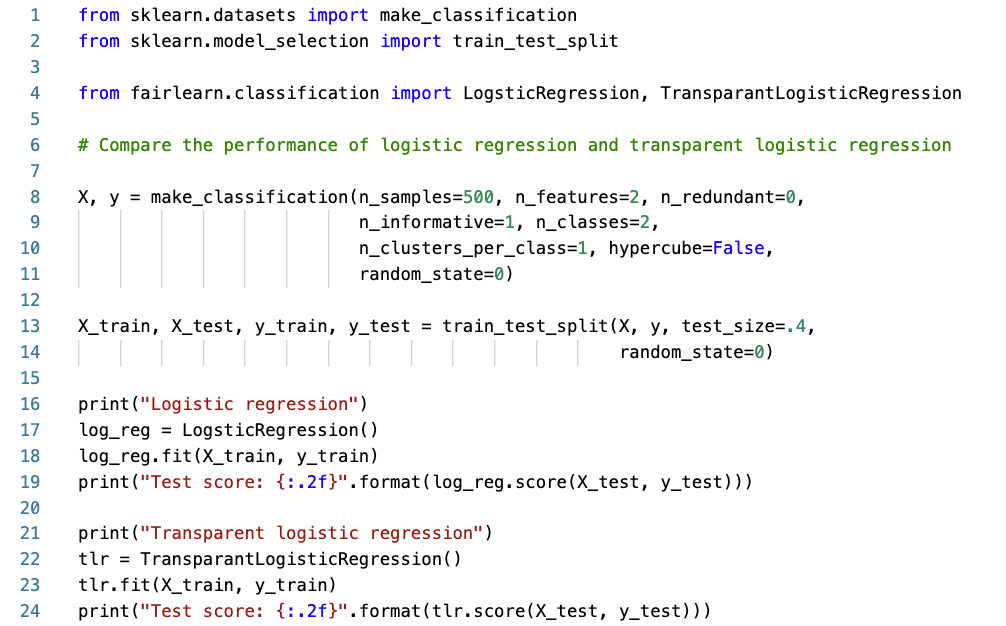 1 from sklearn.datasets import make_classification
2 from sklearn.model_selection import train_test_split
3
4 from fairlearn.classification import LogsticRegression, TransparantLogisticRegression
5
6 # Compare the performance of logistic regression and transparent logistic regression
7
8 X, y = make_classification(n_samples=500, n_features=2, n_redundant=0,
9 n_informative=1, n_classes=2,
10 n_clusters_per_class=1, hypercube=False,
11 random_state=0)
12
13 X_train, X_test, y_train, y_test = train_test_split(X, y, test_size=.4,
14 random_state=0)
15
16 print("Logistic regression")
17 log_reg = LogsticRegression()
18 log_reg.fit(X_train, y_train)
19 print("Test score: {:.2f}".format(log_reg.score(X_test, y_test)))
20
21 print("Transparent logistic regression")
22 tlr = TransparantLogisticRegression()
23 tlr.fit(X_train, y_train)
24 print("Test score: {:.2f}".format(tlr.score(X_test, y_test)))